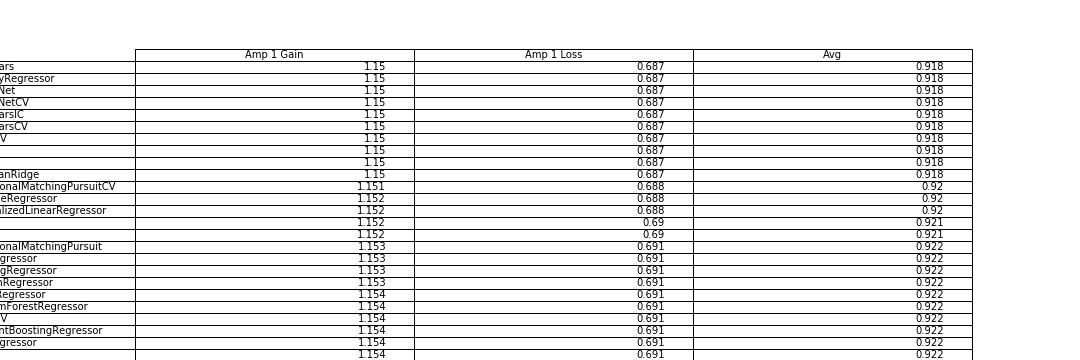 Amp 1 Gain Amp 1 Loss Avg
ars 1.15 0.687 0.918
yRegressor 1.15 0.687 0.918
Net 1.15 0.687 0.918
NetCV 1.15 0.687 0.918
arsIC 1.15 0.687 0.918
arsCV 1.15 0.687 0.918
V 1.15 0.687 0.918
1.15 0.687 0.918
1.15 0.687 0.918
anRidge 1.15 0.687 0.918
onalMatchingPursuitCV 1.151 0.688 0.92
eRegressor 1.152 0.688 0.92
alizedLinearRegressor 1.152 0.688 0.92
1.152 0.69 0.921
1.152 0.69 0.921
onalMatchingPursuit 1.153 0.691 0.922
gressor 1.153 0.691 0.922
gRegressor 1.153 0.691 0.922
nRegressor 1.153 0.691 0.922
Regressor 1.154 0.691 0.922
mForestRegressor 1.154 0.691 0.922
V 1.154 0.691 0.922
ntBoostingRegressor 1.154 0.691 0.922
gressor 1.154 0.691 0.922
1.154 0.691 0.922